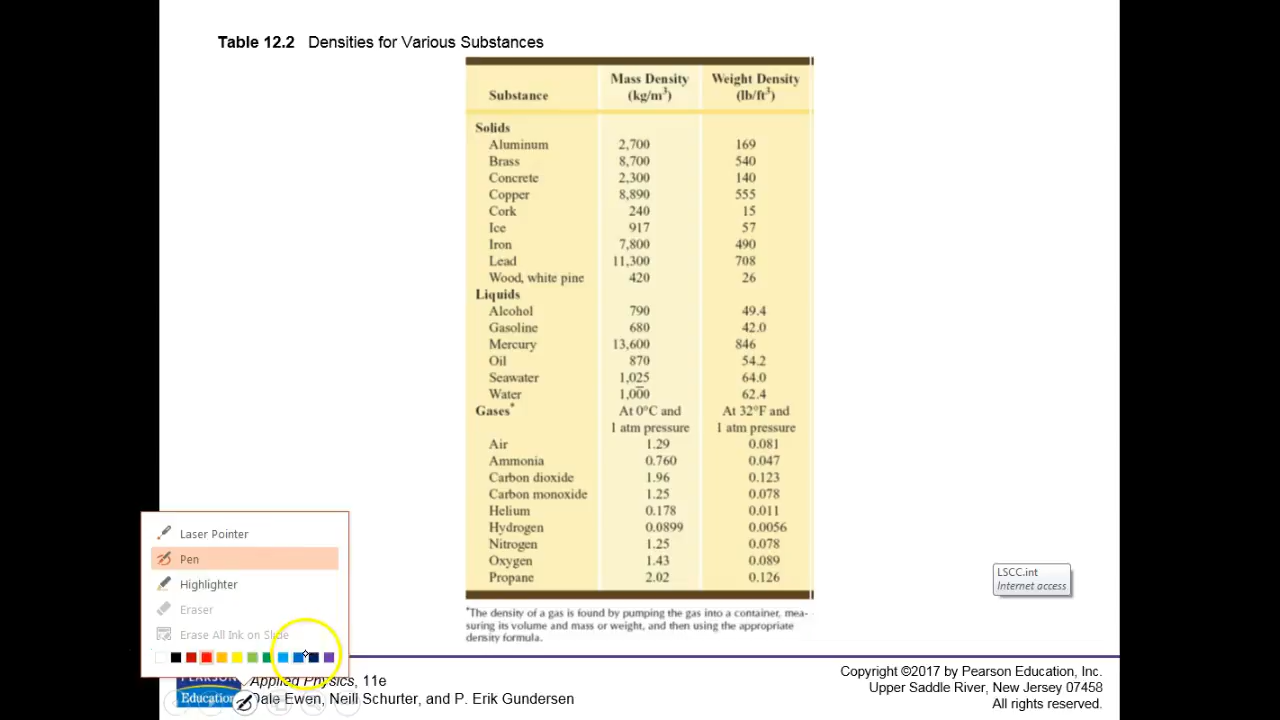 Table 12.2 Densities for Various Substances
Substance Mass Density (kg/m³) Weight Density (lb/ft³)
Solids
Aluminum 2,700 169
Brass 8,700 540
Concrete 2,300 140
Copper 8,890 555
Cork 240 15
Ice 917 57
Iron 7,800 490
Lead 11,300 708
Wood, white pine 420 26
Liquids
Alcohol 790 49.4
Gasoline 680 42.0
Mercury 13,600 846
Oil 870 54.2
Seawater 1,025 64.0
Water 1,00̅0 62.4
Gases* At 0°C and At 32°F and
1 atm pressure 1 atm pressure
Air 1.29 0.081
Ammonia 0.760 0.047
Carbon dioxide 1.96 0.123
Carbon monoxide 1.25 0.078
Helium 0.178 0.011
Hydrogen 0.0899 0.0056
Nitrogen 1.25 0.078
Oxygen 1.43 0.089
Propane 2.02 0.126
*The density of a gas is found by pumping the gas into a container, mea-
suring its volume and mass or weight, and then using the appropriate
density formula.
Laser Pointer
Pen
Highlighter
Eraser
Erase All Ink on Slide
LSCC.int
Internet access
Education
Applied Physics, 11e
Dale Ewen, Neill Schurter, and P. Erik Gundersen
Copyright ©2017 by Pearson Education, Inc.
Upper Saddle River, New Jersey 07458
All rights reserved.